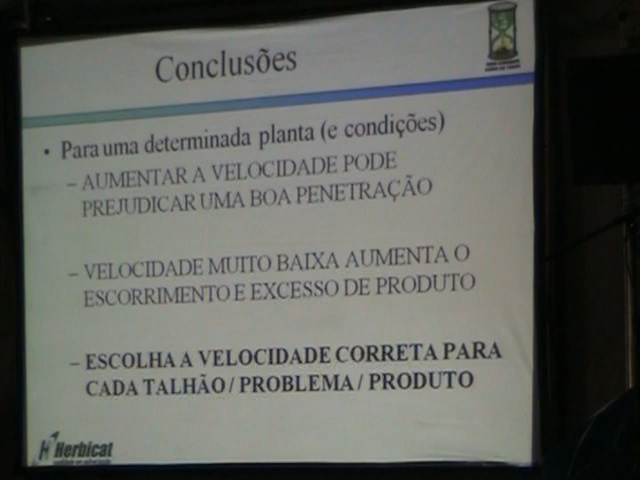 Conclusões
• Para uma determinada planta (e condições)
– AUMENTAR A VELOCIDADE PODE
PREJUDICAR UMA BOA PENETRAÇÃO
– VELOCIDADE MUITO BAIXA AUMENTA O
ESCORRIMENTO E EXCESSO DE PRODUTO
– ESCOLHA A VELOCIDADE CORRETA PARA
CADA TALHÃO / PROBLEMA / PRODUTO
Herbicat